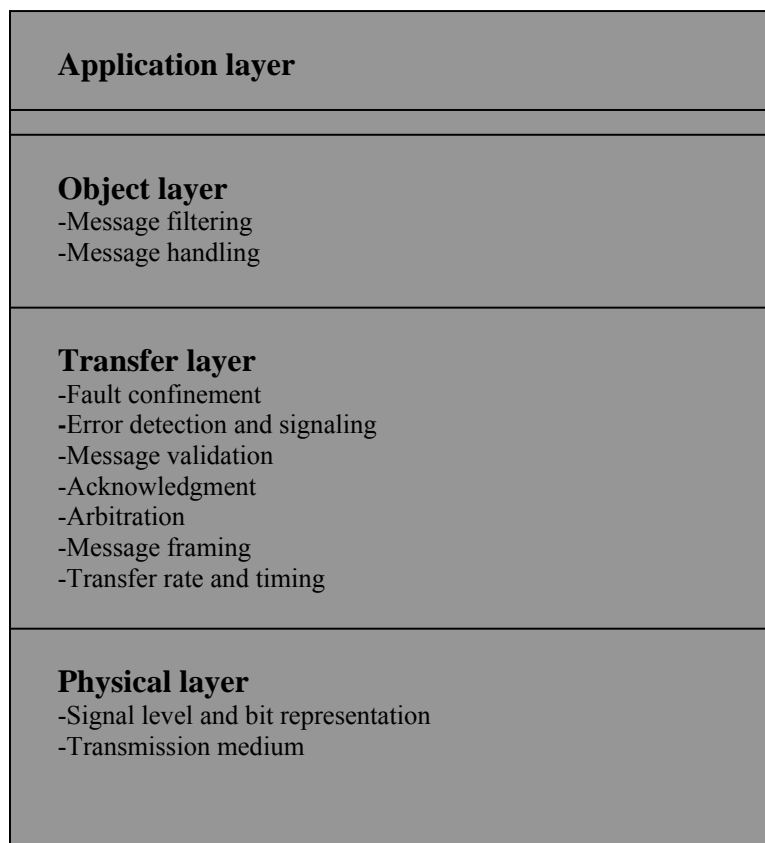 Application layer
Object layer
-Message filtering
-Message handling
Transfer layer
-Fault confinement
-Error detection and signaling
-Message validation
-Acknowledgment
-Arbitration
-Message framing
-Transfer rate and timing
Physical layer
-Signal level and bit representation
-Transmission medium